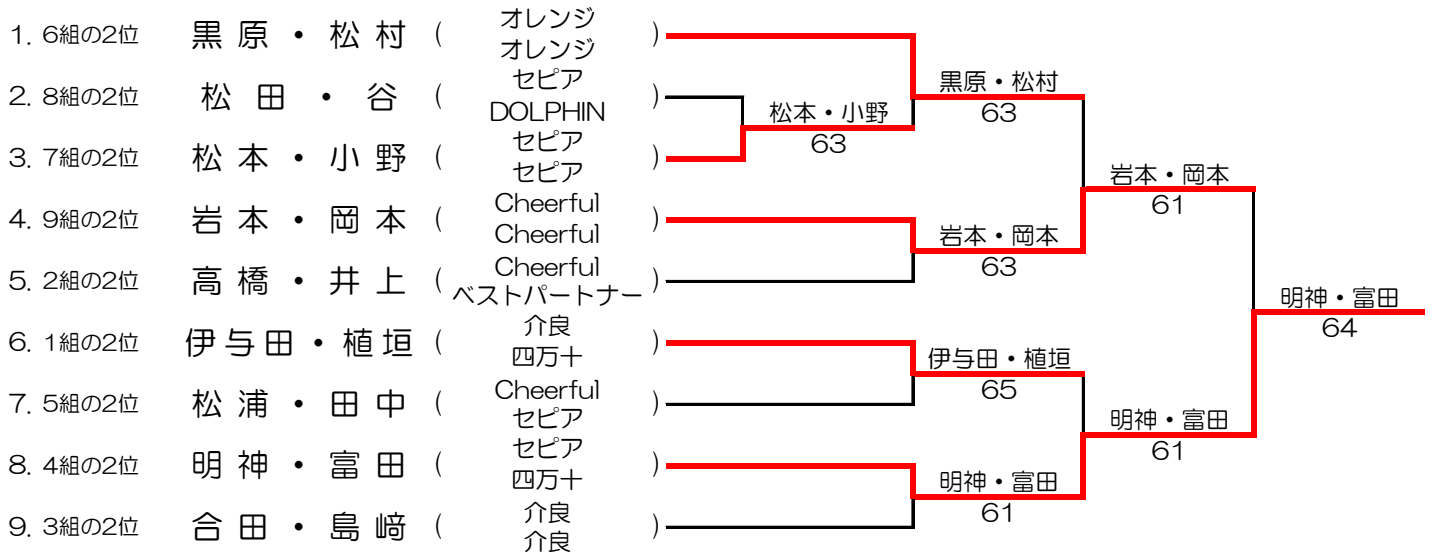 1. 6組の2位 黒原・松村 ( オレンジ
オレンジ )
2. 8組の2位 松田・谷 ( セピア
DOLPHIN )
3. 7組の2位 松本・小野 ( セピア
セピア )
4. 9組の2位 岩本・岡本 ( Cheerful
Cheerful )
5. 2組の2位 高橋・井上 ( Cheerful
ベストパートナー )
6. 1組の2位 伊与田・植垣 ( 介良
四万十 )
7. 5組の2位 松浦・田中 ( Cheerful
セピア )
8. 4組の2位 明神・富田 ( セピア
四万十 )
9. 3組の2位 合田・島﨑 ( 介良
介良 )
松本・小野
63
黒原・松村
63
岩本・岡本
63
伊与田・植垣
65
明神・富田
61
岩本・岡本
61
明神・富田
61
明神・富田
64